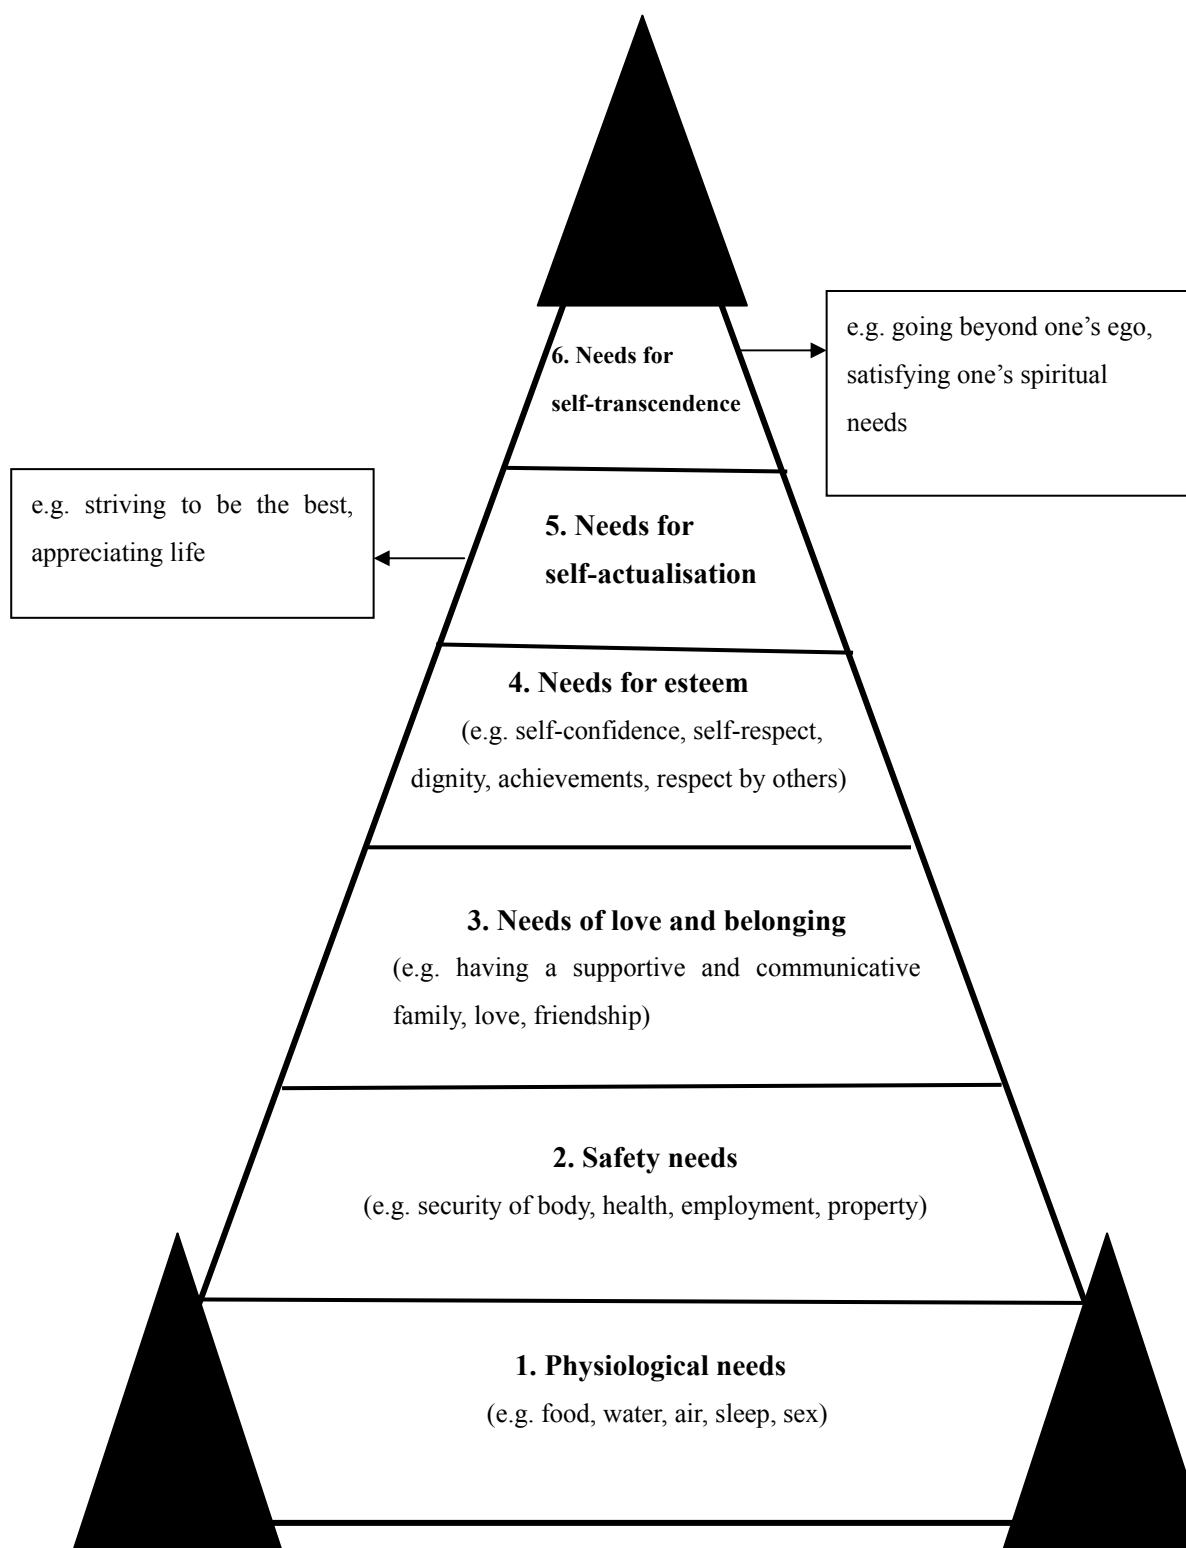 e.g. going beyond one’s ego,
satisfying one’s spiritual
needs
6. Needs for
self-transcendence
e.g. striving to be the best,
appreciating life
5. Needs for
self-actualisation
4. Needs for esteem
(e.g. self-confidence, self-respect,
dignity, achievements, respect by others)
3. Needs of love and belonging
(e.g. having a supportive and communicative
family, love, friendship)
2. Safety needs
(e.g. security of body, health, employment, property)
1. Physiological needs
(e.g. food, water, air, sleep, sex)